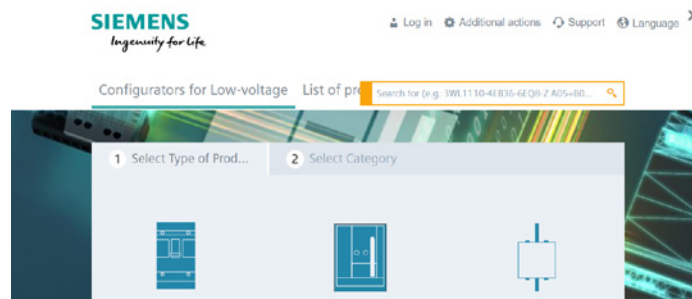 SIEMENS
Ingenuity for life
Log in Additional actions Support Language
Configurators for Low-voltage List of pr
Search for (e.g. 3WL1110-4EB36-6EQB-Z A05+B0...
1 Select Type of Prod... 2 Select Category